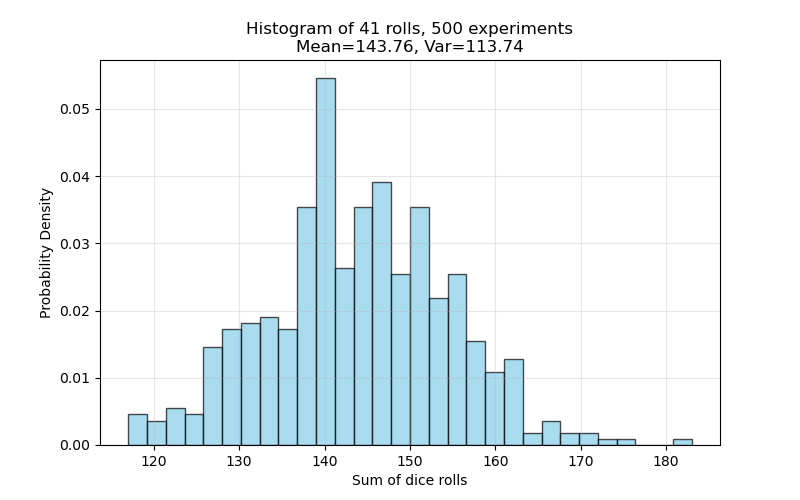 Histogram of 41 rolls, 500 experiments
Mean=143.76, Var=113.74
Probability Density
0.05
0.04
0.03
0.02
0.01
0.00
120 130 140 150 160 170 180
Sum of dice rolls